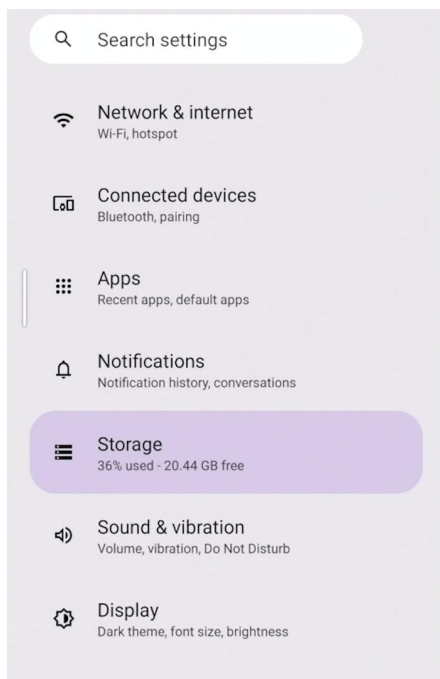 Search settings
Network & internet
Wi-Fi, hotspot
Connected devices
Bluetooth, pairing
Apps
Recent apps, default apps
Notifications
Notification history, conversations
Storage
36% used - 20.44 GB free
Sound & vibration
Volume, vibration, Do Not Disturb
Display
Dark theme, font size, brightness